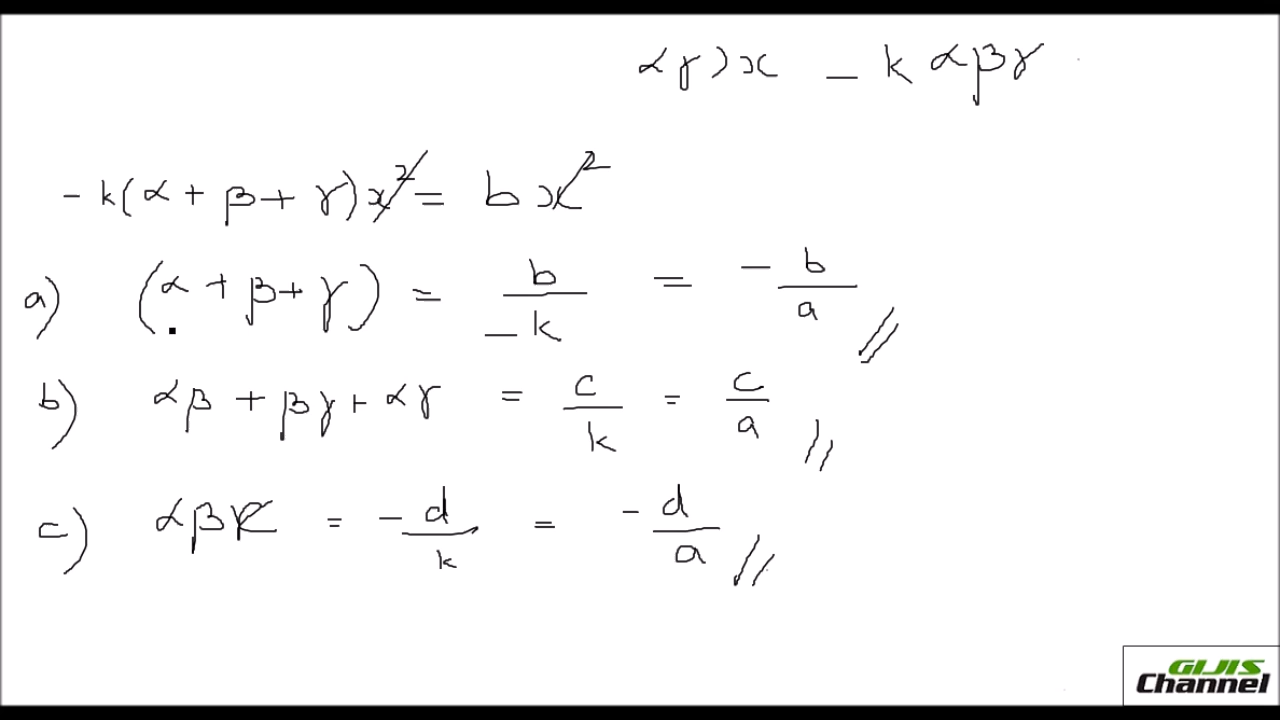 αγ)x - kαβγ
-k(α + β + γ)x² = bx²
a) (α + β + γ) = b/-k = -b/a //
b) αβ + βγ + αγ = c/k = c/a //
c) αβγ = -d/k = -d/a //
GIJIS
Channel